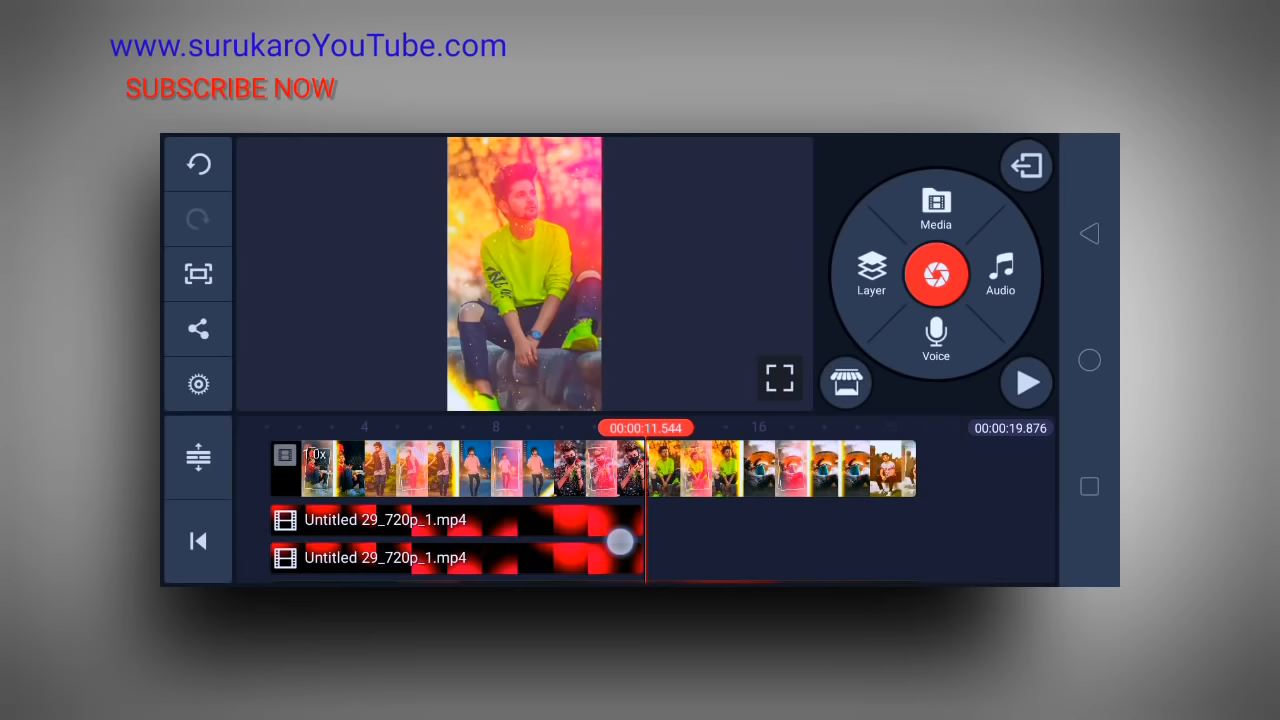 www.surukaroYouTube.com
SUBSCRIBE NOW
Media
Layer
Audio
Voice
4
8
00:00:11.544
16
00:00:19.876
1.0x
Untitled 29_720p_1.mp4
Untitled 29_720p_1.mp4